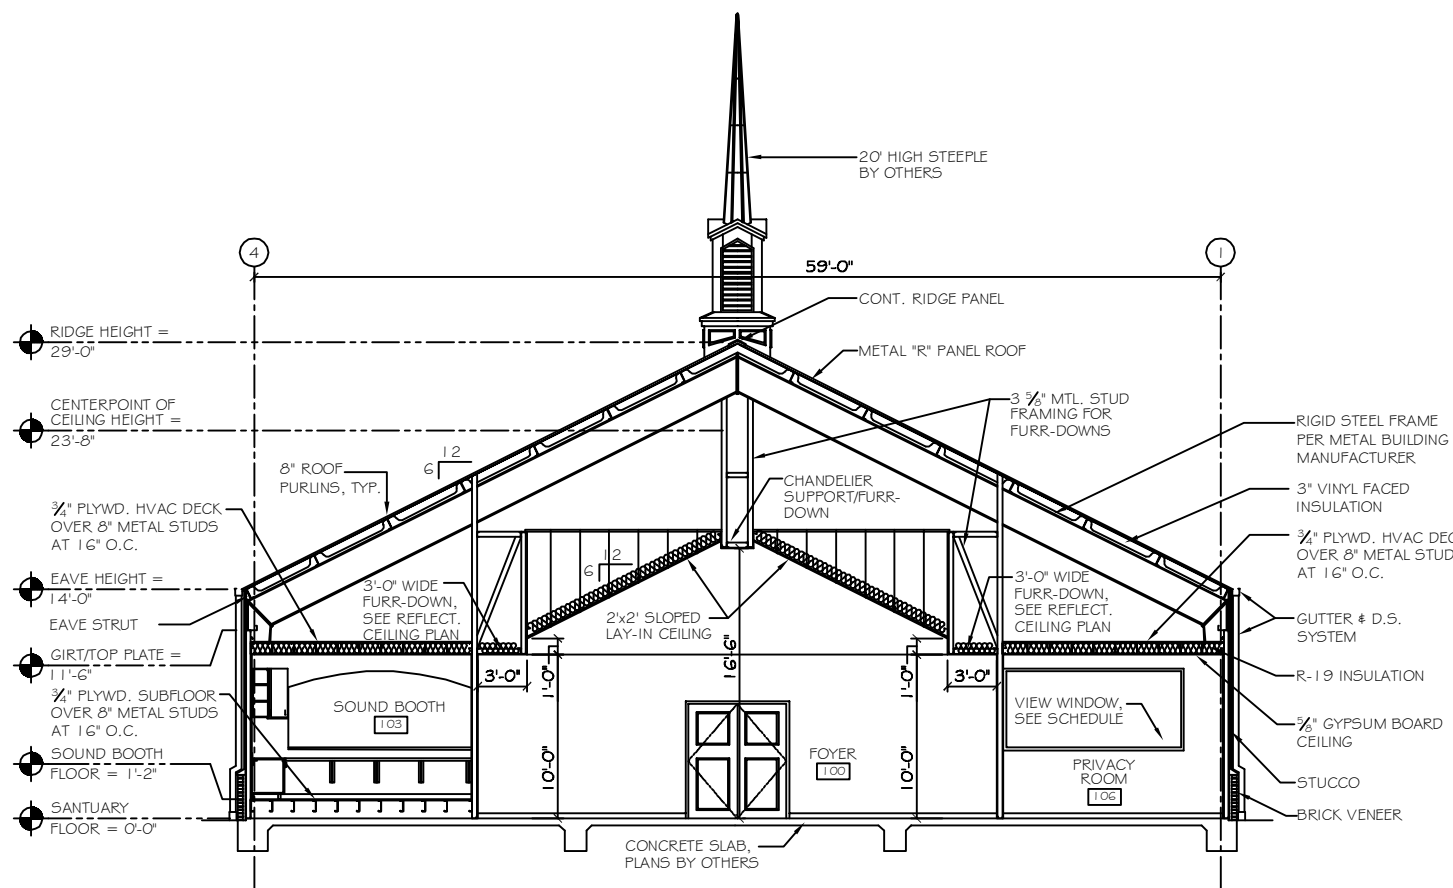 20' HIGH STEEPLE
BY OTHERS
4
1
59'-0"
CONT. RIDGE PANEL
RIDGE HEIGHT =
29'-0"
METAL "R" PANEL ROOF
CENTERPOINT OF
CEILING HEIGHT =
23'-8"
3 5/8" MTL. STUD
FRAMING FOR
FURR-DOWNS
RIGID STEEL FRAME
PER METAL BUILDING
MANUFACTURER
12
6
8" ROOF
PURLINS, TYP.
CHANDELIER
SUPPORT/FURR-
DOWN
3" VINYL FACED
INSULATION
3/4" PLYWD. HVAC DECK
OVER 8" METAL STUDS
AT 16" O.C.
3/4" PLYWD. HVAC DEC
OVER 8" METAL STUD
AT 16" O.C.
12
6
EAVE HEIGHT =
14'-0"
3'-0" WIDE
FURR-DOWN,
SEE REFLECT.
CEILING PLAN
3'-0" WIDE
FURR-DOWN,
SEE REFLECT.
CEILING PLAN
EAVE STRUT
2'x2' SLOPED
LAY-IN CEILING
GUTTER & D.S.
SYSTEM
GIRT/TOP PLATE =
11'-6"
16'-6"
3'-0"
1'-0"
1'-0"
3'-0"
R-19 INSULATION
3/4" PLYWD. SUBFLOOR
OVER 8" METAL STUDS
AT 16" O.C.
SOUND BOOTH
103
VIEW WINDOW,
SEE SCHEDULE
5/8" GYPSUM BOARD
CEILING
SOUND BOOTH
FLOOR = 1'-2"
10'-0"
FOYER
100
10'-0"
PRIVACY
ROOM
106
STUCCO
SANTUARY
FLOOR = 0'-0"
BRICK VENEER
CONCRETE SLAB,
PLANS BY OTHERS